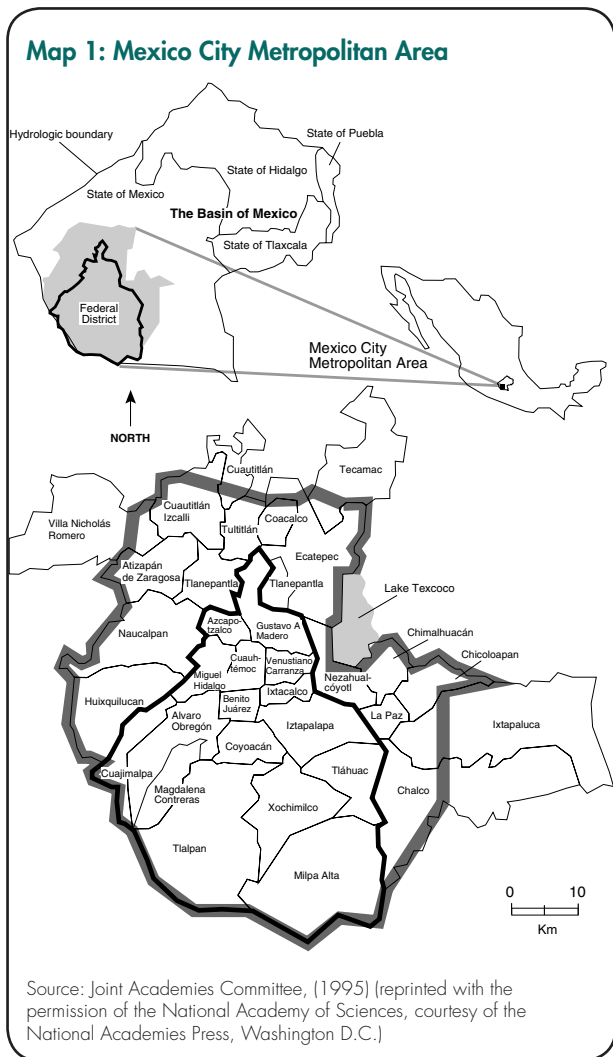 Map 1: Mexico City Metropolitan Area
State of Puebla
Hydrologic boundary
State of Hidalgo
State of Mexico
The Basin of Mexico
State of Tlaxcala
Federal
District
Mexico City
Metropolitan Area
NORTH
Cuautitlán
Tecamac
Cuautitlán
Izcalli
Coacalco
Villa Nicholás
Romero
Tultitlán
Ecatepec
Atizapán
de Zaragosa
Tlanepantla
Tlanepantla
Lake Texcoco
Azcapo-
tzalco
Gustavo A
Madero
Chimalhuacán
Naucalpan
Cuauh-
témoc
Venustiano
Carranza
Chicoloapan
Miguel
Hidalgo
Nezahual-
cóyotl
Huixquilucan
Benito
Juárez
Ixtacalco
La Paz
Alvaro
Obregón
Iztapalapa
Ixtapaluca
Coyoacán
Cuajimalpa
Tláhuac
Magdalena
Contreras
Chalco
Xochimilco
Tlalpan
Milpa Alta
0 10
Km
Source: Joint Academies Committee, (1995) (reprinted with the
permission of the National Academy of Sciences, courtesy of the
National Academies Press, Washington D.C.)